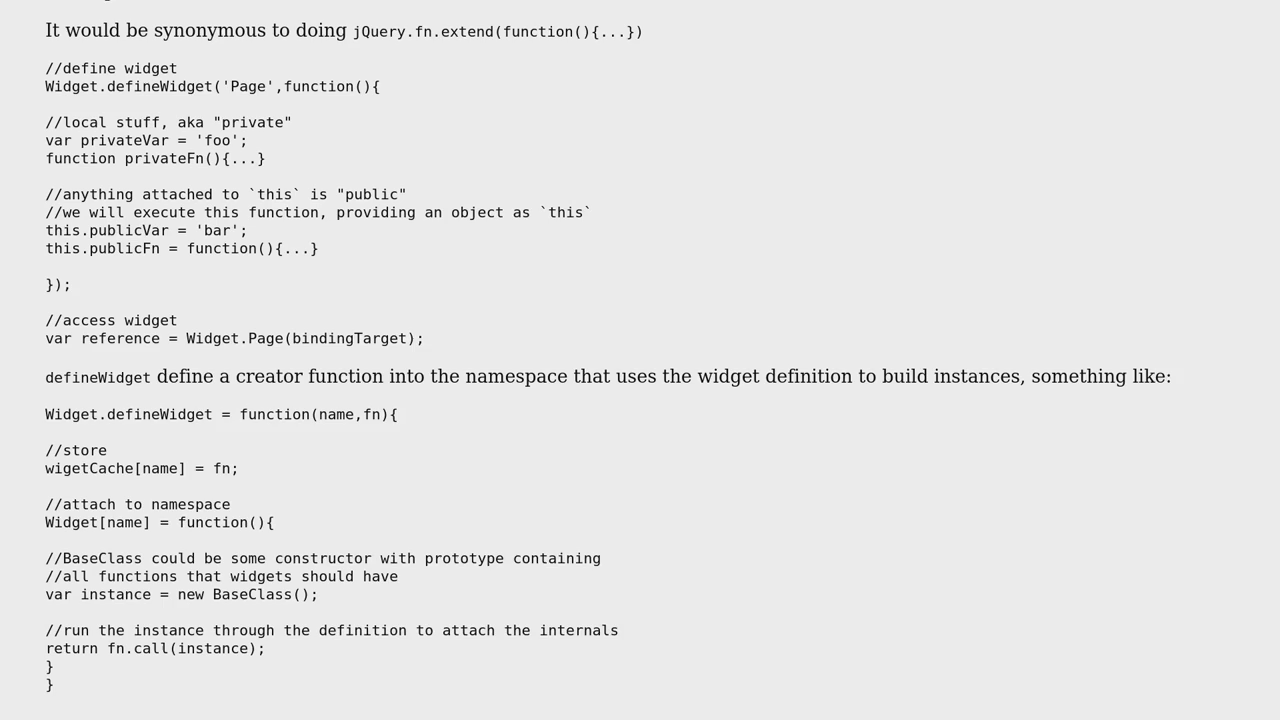 It would be synonymous to doing jQuery.fn.extend(function(){...})
//define widget
Widget.defineWidget('Page',function(){
//local stuff, aka "private"
var privateVar = 'foo';
function privateFn(){...}
//anything attached to `this` is "public"
//we will execute this function, providing an object as `this`
this.publicVar = 'bar';
this.publicFn = function(){...}
});
//access widget
var reference = Widget.Page(bindingTarget);
defineWidget define a creator function into the namespace that uses the widget definition to build instances, something like:
Widget.defineWidget = function(name,fn){
//store
wigetCache[name] = fn;
//attach to namespace
Widget[name] = function(){
//BaseClass could be some constructor with prototype containing
//all functions that widgets should have
var instance = new BaseClass();
//run the instance through the definition to attach the internals
return fn.call(instance);
}
}